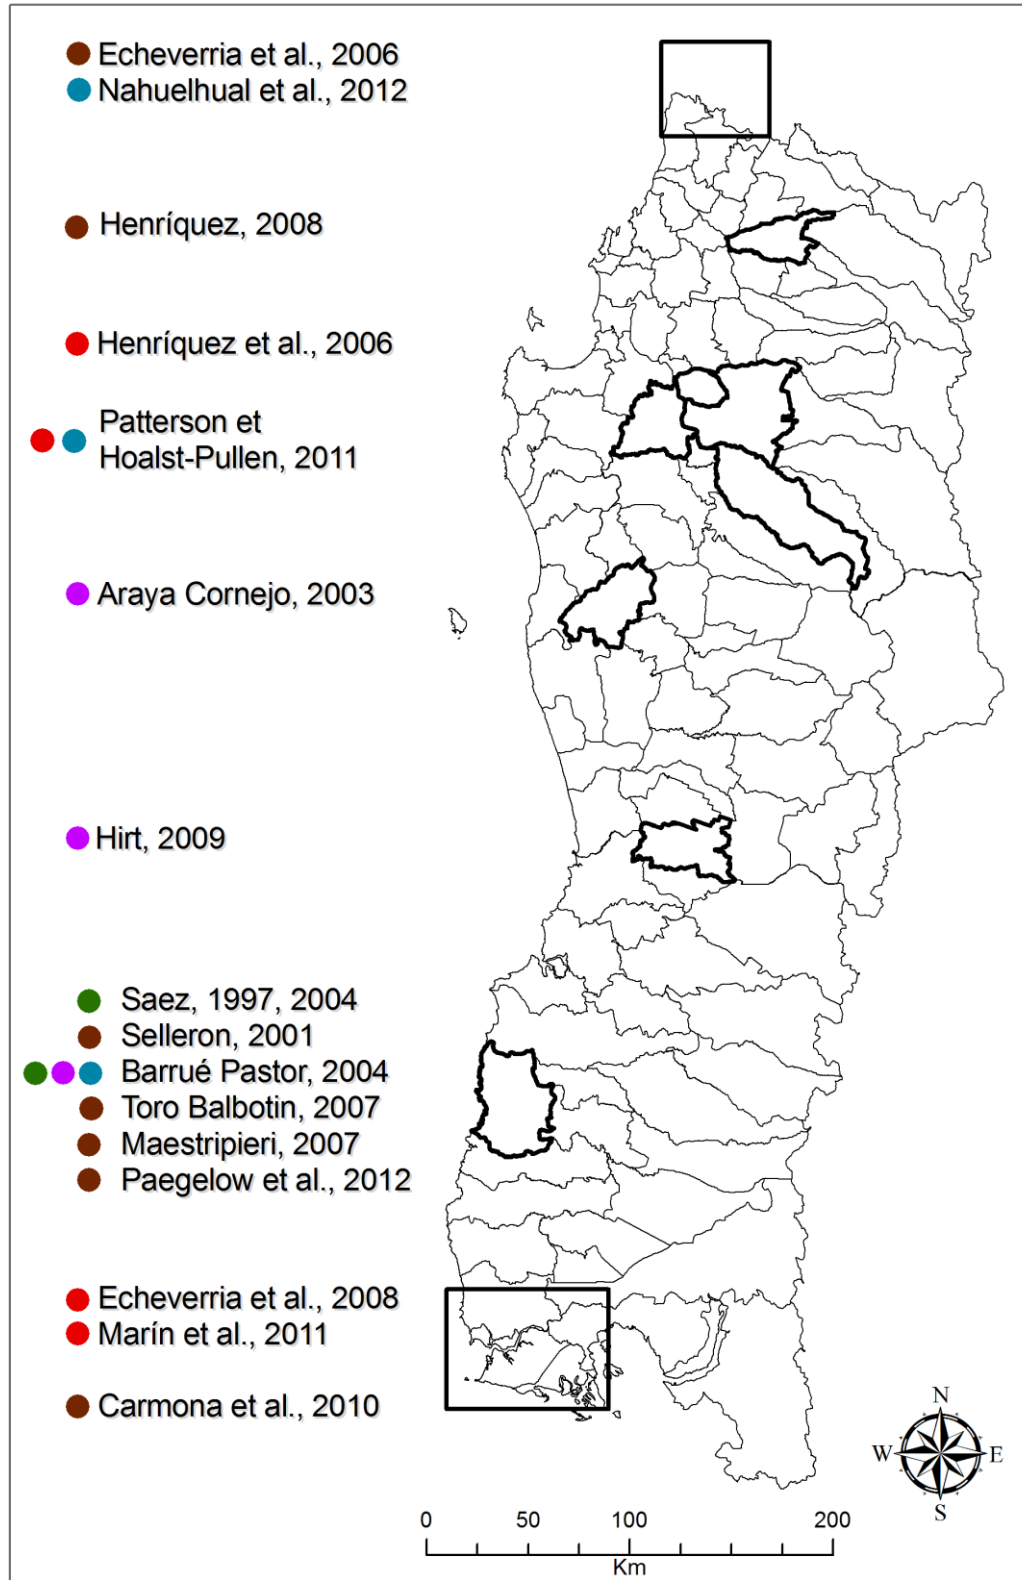 Echeverria et al., 2006
Nahuelhual et al., 2012
Henríquez, 2008
Henríquez et al., 2006
Patterson et
Hoalst-Pullen, 2011
Araya Cornejo, 2003
Hirt, 2009
Saez, 1997, 2004
Selleron, 2001
Barrué Pastor, 2004
Toro Balbotin, 2007
Maestripieri, 2007
Paegelow et al., 2012
Echeverria et al., 2008
Marín et al., 2011
Carmona et al., 2010
N
W E
S
0 50 100 200
Km